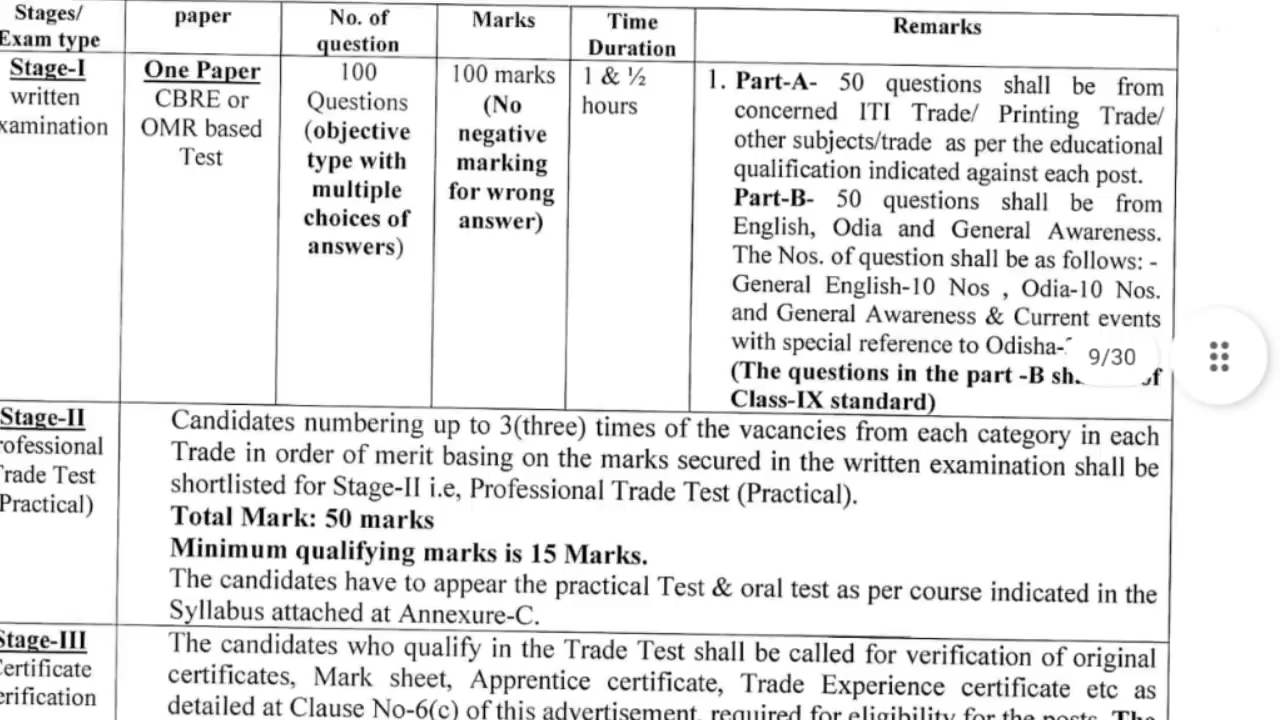 Stages/
Exam type
paper
No. of
question
Marks
Time
Duration
Remarks
Stage-I
written
xamination
One Paper
CBRE or
OMR based
Test
100
Questions
(objective
type with
multiple
choices of
answers)
100 marks
(No
negative
marking
for wrong
answer)
1 & ½
hours
1. Part-A- 50 questions shall be from
concerned ITI Trade/ Printing Trade/
other subjects/trade as per the educational
qualification indicated against each post.
Part-B- 50 questions shall be from
English, Odia and General Awareness.
The Nos. of question shall be as follows: -
General English-10 Nos , Odia-10 Nos.
and General Awareness & Current events
with special reference to Odisha-
(The questions in the part -B of
Class-IX standard)
9/30
Stage-II
rofessional
rade Test
Practical)
Candidates numbering up to 3(three) times of the vacancies from each category in each
Trade in order of merit basing on the marks secured in the written examination shall be
shortlisted for Stage-II i.e, Professional Trade Test (Practical).
Total Mark: 50 marks
Minimum qualifying marks is 15 Marks.
The candidates have to appear the practical Test & oral test as per course indicated in the
Syllabus attached at Annexure-C.
Stage-III
ertificate
erification
The candidates who qualify in the Trade Test shall be called for verification of original
certificates, Mark sheet, Apprentice certificate, Trade Experience certificate etc as
detailed at Clause No-6(c) of this advertisement, required for eligibility for the posts. The